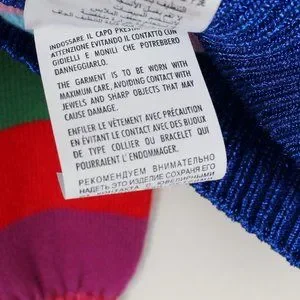 INDOSSARE IL CAPO
ATTENZIONE EVITANDO IL CONTATTO CON
GIOIELLI E MONILI CHE POTREBBERO
DANNEGGIARLO.
THE GARMENT IS TO BE WORN WITH
MAXIMUM CARE, AVOIDING CONTACT WITH
JEWELS AND SHARP OBJECTS THAT MAY
CAUSE DAMAGE.
ENFILER LE VÊTEMENT AVEC PRÉCAUTION
EN ÉVITANT LE CONTACT AVEC DES BIJOUX
DE TYPE COLLIER OU BRACELET QUI
POURRAIENT L'ENDOMMAGER.
РЕКОМЕНДУЕМ ВНИМАТЕЛЬНО
НАДЕТЬ ЭТО ИЗДЕЛИЕ СОХРАНЯ ЕГО